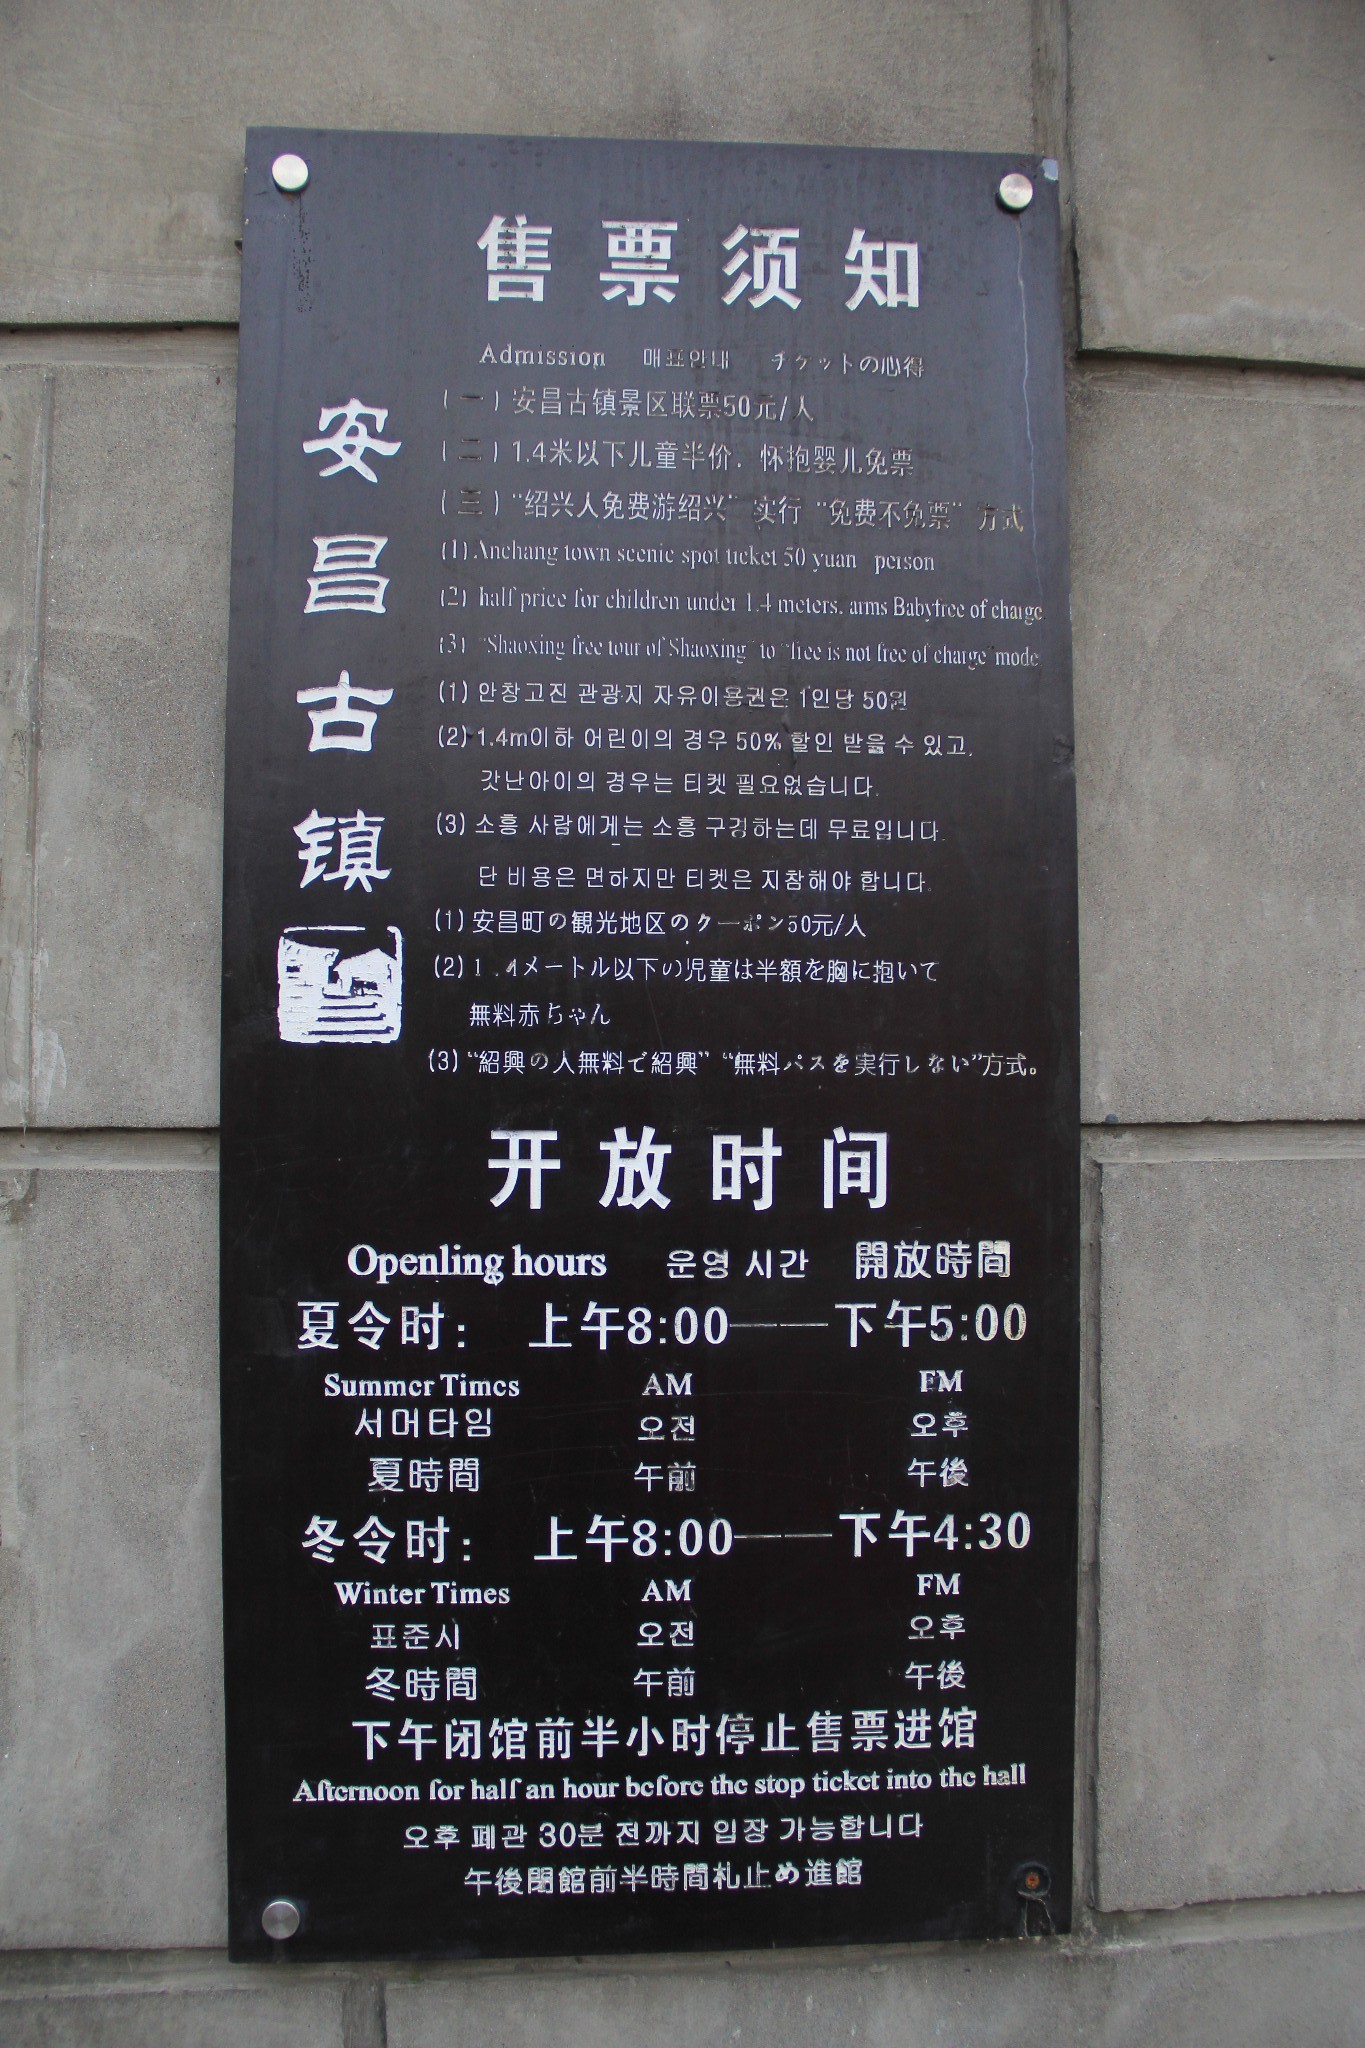 售票须知
Admission 매표안내 チケットの心得
安昌古镇
(一) 安昌古镇景区联票50元/人
(二) 1.4米以下儿童半价．怀抱婴儿免票
(三) “绍兴人免费游绍兴” 实行 “免费不免票” 方式
(1) Anchang town scenic spot ticket 50 yuan person
(2) half price for children under 1.4 meters, arms Babyfree of charge
(3) "Shaoxing free tour of Shaoxing" to "free is not free of charge" mode
(1) 안창고진 관광지 자유이용권은 1인당 50원
(2) 1.4m이하 어린이의 경우 50% 할인 받을 수 있고,
갓난아이의 경우는 티켓 필요없습니다.
(3) 소흥 사람에게는 소흥 구경하는데 무료입니다.
단 비용은 면하지만 티켓은 지참해야 합니다.
(1) 安昌町の観光地区のクーポン50元/人
(2) 1.4メートル以下の児童は半額を胸に抱いて
無料赤ちゃん
(3) “紹興の人無料で紹興” “無料パスを実行しない”方式。
开放时间
Openling hours 운영 시간 開放時間
夏令时: 上午8:00——下午5:00
Summer Times AM FM
서머타임 오전 오후
夏時間 午前 午後
冬令时: 上午8:00——下午4:30
Winter Times AM FM
표준시 오전 오후
冬時間 午前 午後
下午闭馆前半小时停止售票进馆
Afternoon for half an hour before the stop ticket into the hall
오후 폐관 30분 전까지 입장 가능합니다
午後閉館前半時間札止め進館